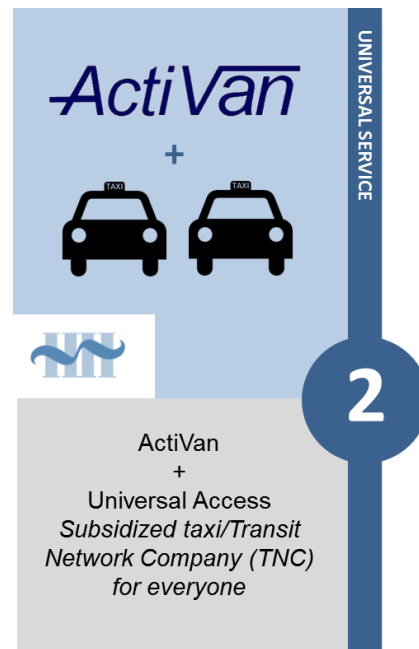 ActiVan
UNIVERSAL SERVICE
+
TAXI
TAXI
2
ActiVan
+
Universal Access
Subsidized taxi/Transit
Network Company (TNC)
for everyone